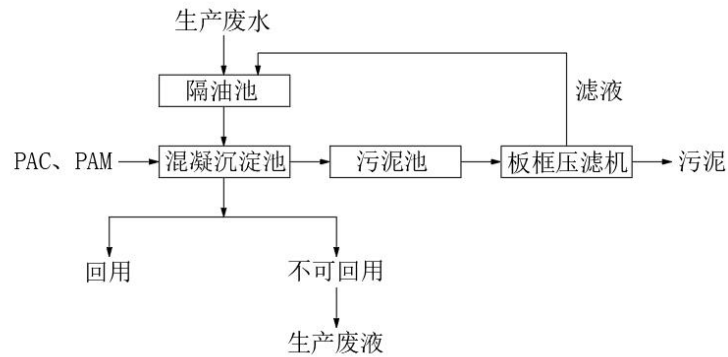 生产废水
隔油池
滤液
PAC、PAM
混凝沉淀池
污泥池
板框压滤机
污泥
回用
不可回用
生产废液